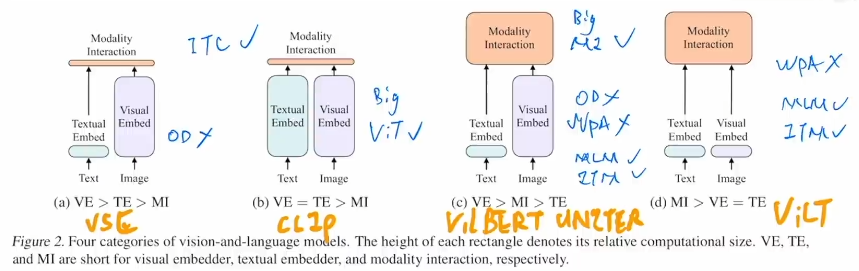 Modality
Interaction
ITC ✓
Textual
Embed
Visual
Embed
OD ✗
Text
Image
(a) VE > TE > MI
VSE
Modality
Interaction
Textual
Embed
Visual
Embed
Big
ViT ✓
Text
Image
(b) VE = TE > MI
CLIP
Modality
Interaction
Big
MI ✓
Textual
Embed
Visual
Embed
OD ✗
WPA ✗
MLM ✓
ITM ✓
Text
Image
(c) VE > MI > TE
ViLBERT UNITER
Modality
Interaction
WPA ✗
MLM ✓
ITM ✓
Textual
Embed
Visual
Embed
Text
Image
(d) MI > VE = TE
ViLT
Figure 2. Four categories of vision-and-language models. The height of each rectangle denotes its relative computational size. VE, TE,
and MI are short for visual embedder, textual embedder, and modality interaction, respectively.